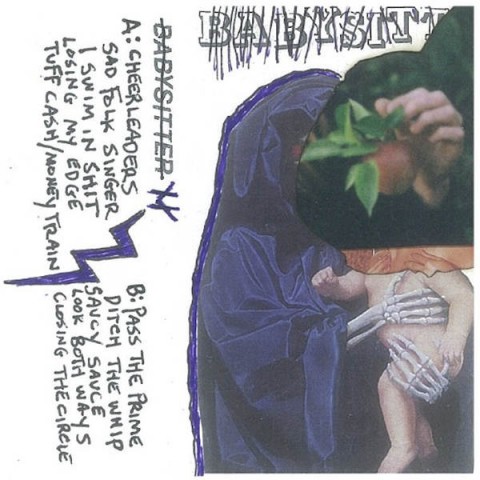 BABYSITT
BABYSITTER
A: CHEERLEADERS
SAD FOLK SINGER
I SWIM IN SHIT
LOSING MY EDGE
TUFF CASH/MONEY TRAIN
B: PASS THE PRIME
DITCH THE WHIP
SAUCY SAUCE
LOOK BOTH WAYS
CLOSING THE CIRCLE